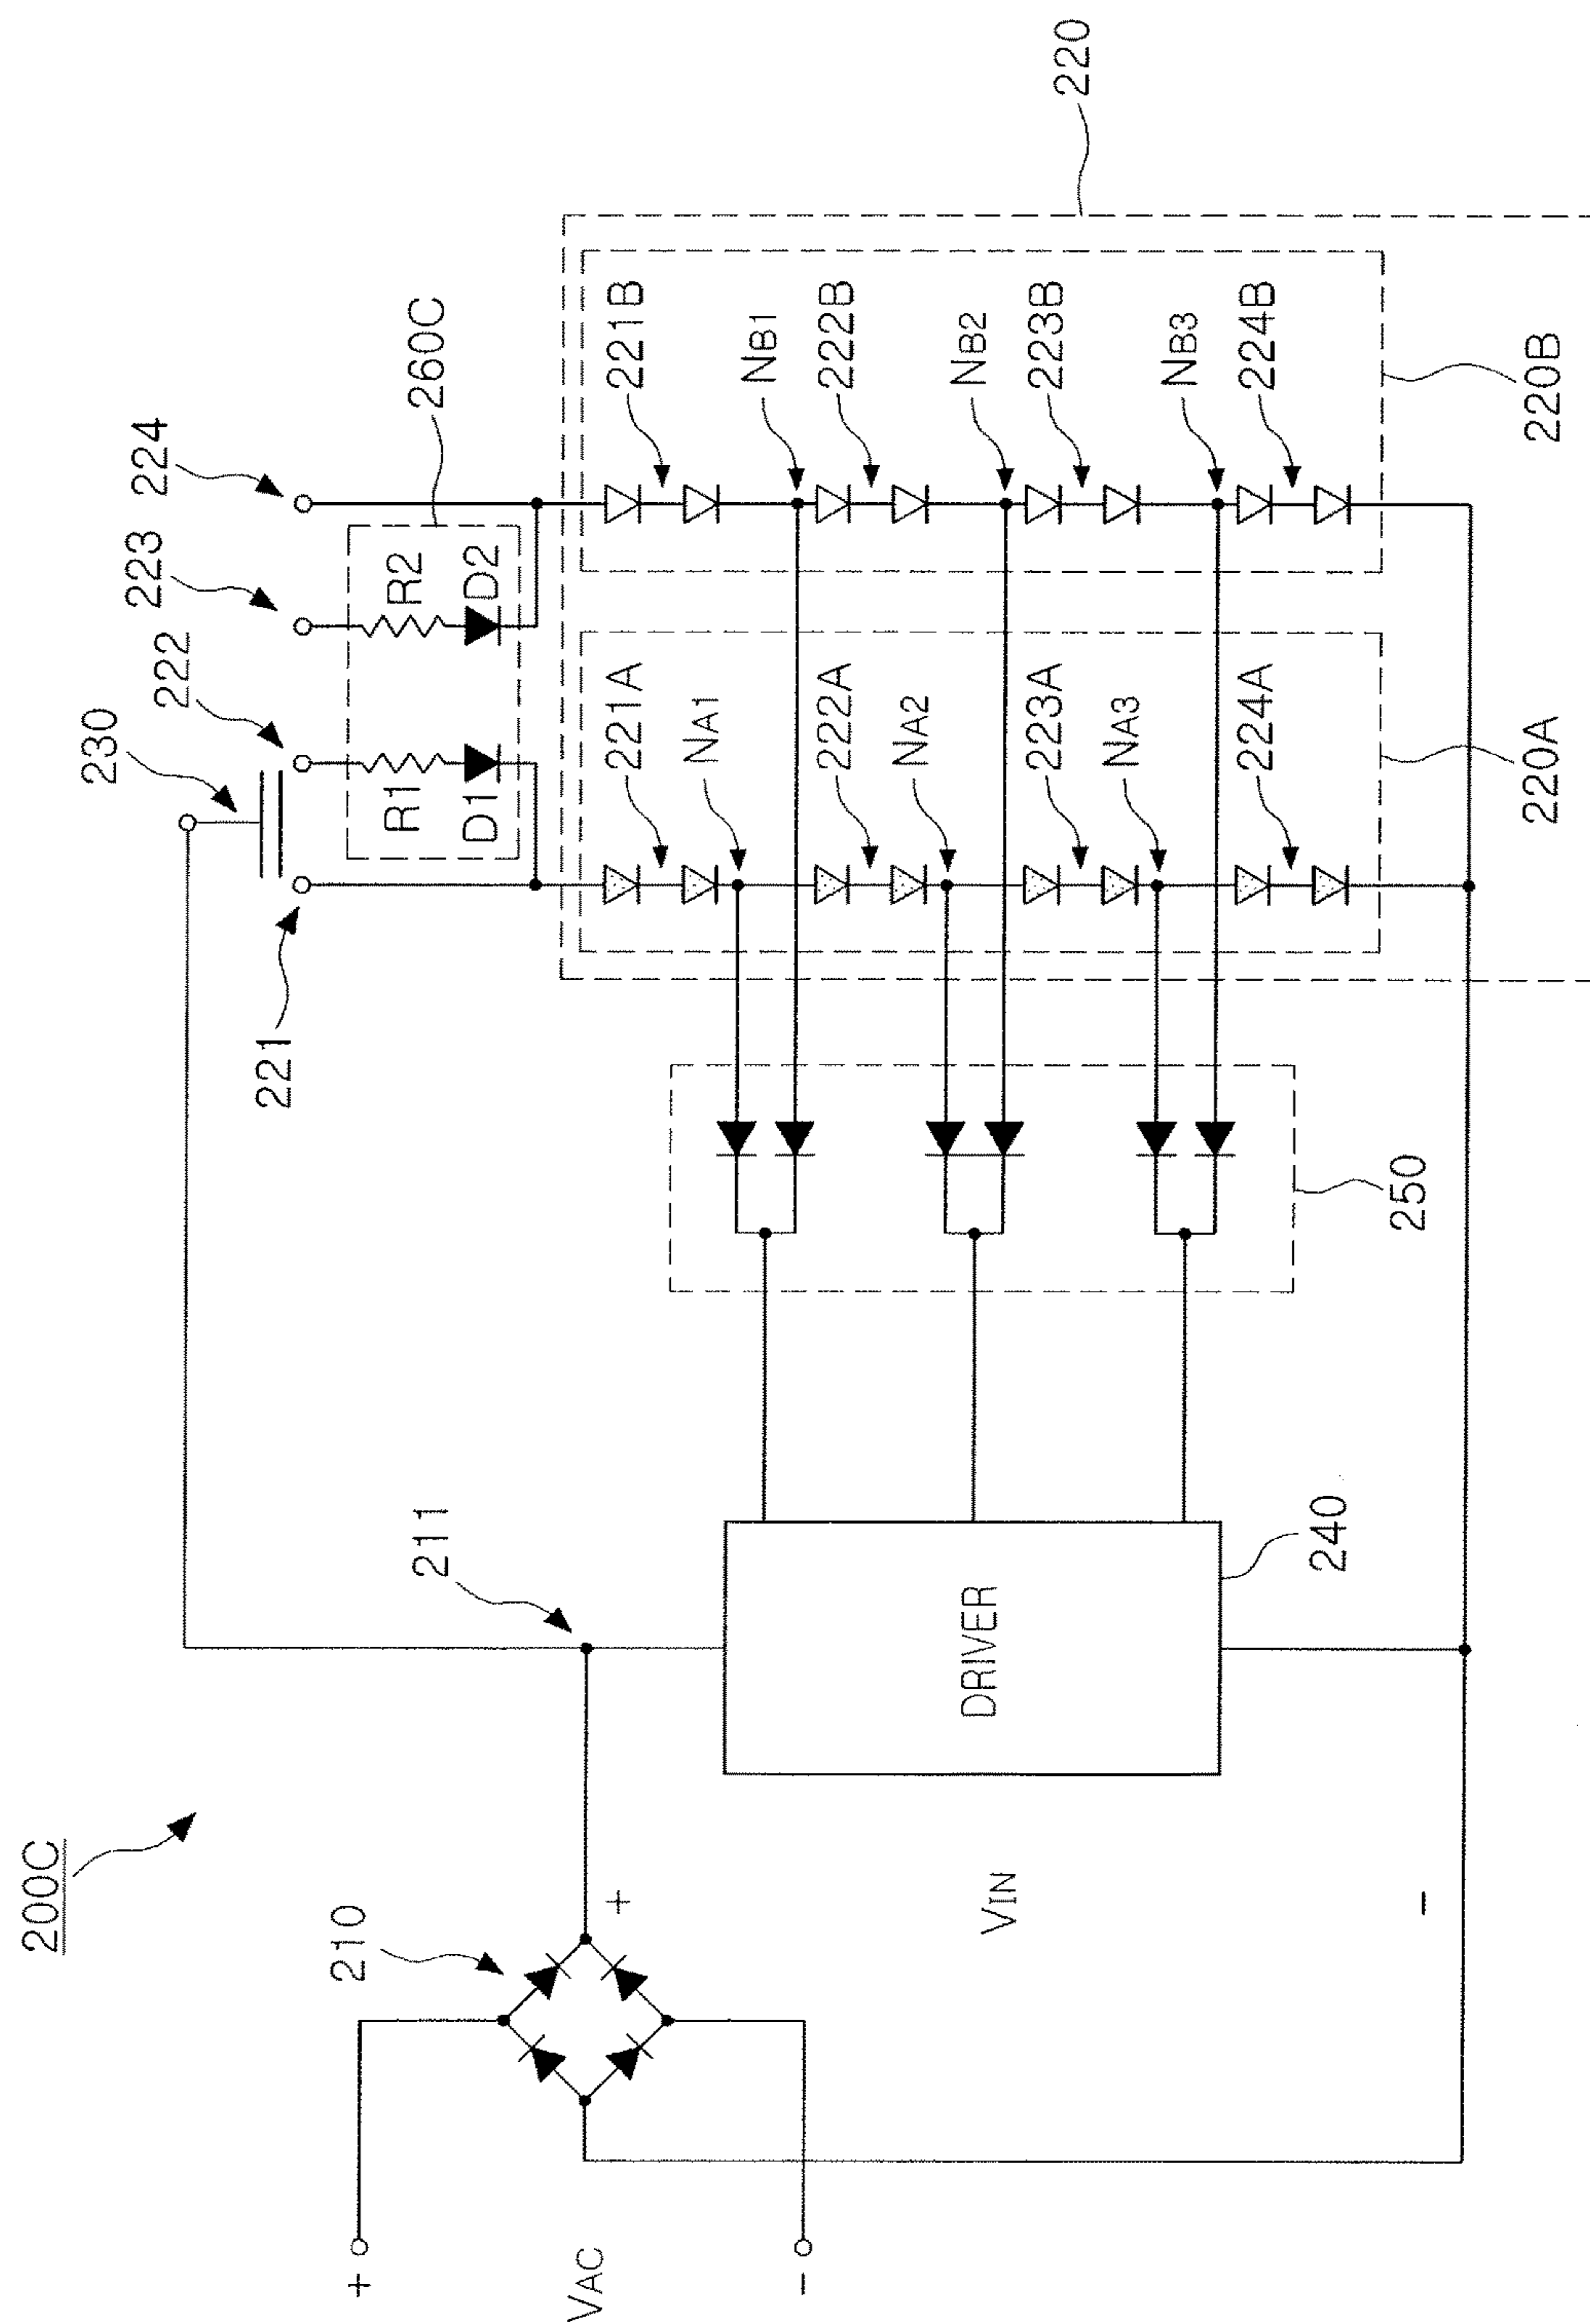 200C
+
VAC
-
210
+
VIN
-
211
DRIVER
240
250
221
230
222
223
224
R1
D1
R2
D2
260C
220
221A
NA1
222A
NA2
223A
NA3
224A
220A
221B
NB1
222B
NB2
223B
NB3
224B
220B